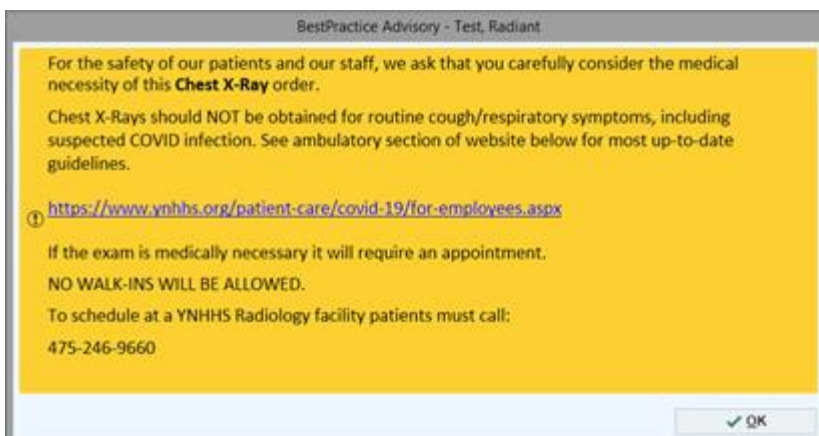 BestPractice Advisory - Test, Radiant
For the safety of our patients and our staff, we ask that you carefully consider the medical
necessity of this Chest X-Ray order.
Chest X-Rays should NOT be obtained for routine cough/respiratory symptoms, including
suspected COVID infection. See ambulatory section of website below for most up-to-date
guidelines.
https://www.ynhhs.org/patient-care/covid-19/for-employees.aspx
If the exam is medically necessary it will require an appointment.
NO WALK-INS WILL BE ALLOWED.
To schedule at a YNHHS Radiology facility patients must call:
475-246-9660
OK